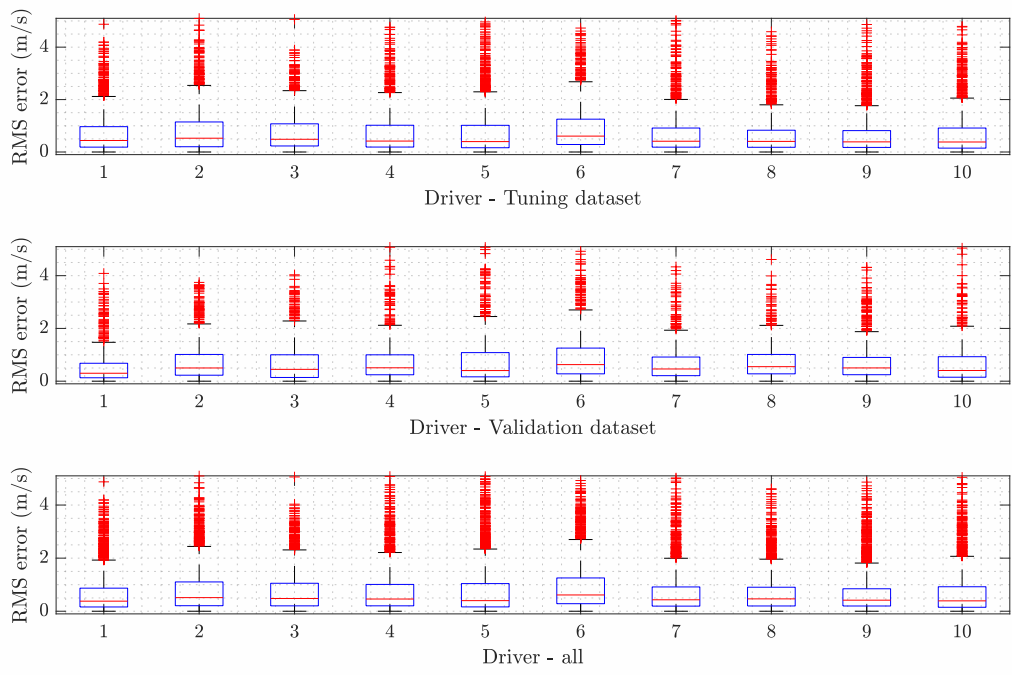 RMS error (m/s)
4
2
0
1 2 3 4 5 6 7 8 9 10
Driver - Tuning dataset
RMS error (m/s)
4
2
0
1 2 3 4 5 6 7 8 9 10
Driver - Validation dataset
RMS error (m/s)
4
2
0
1 2 3 4 5 6 7 8 9 10
Driver - all